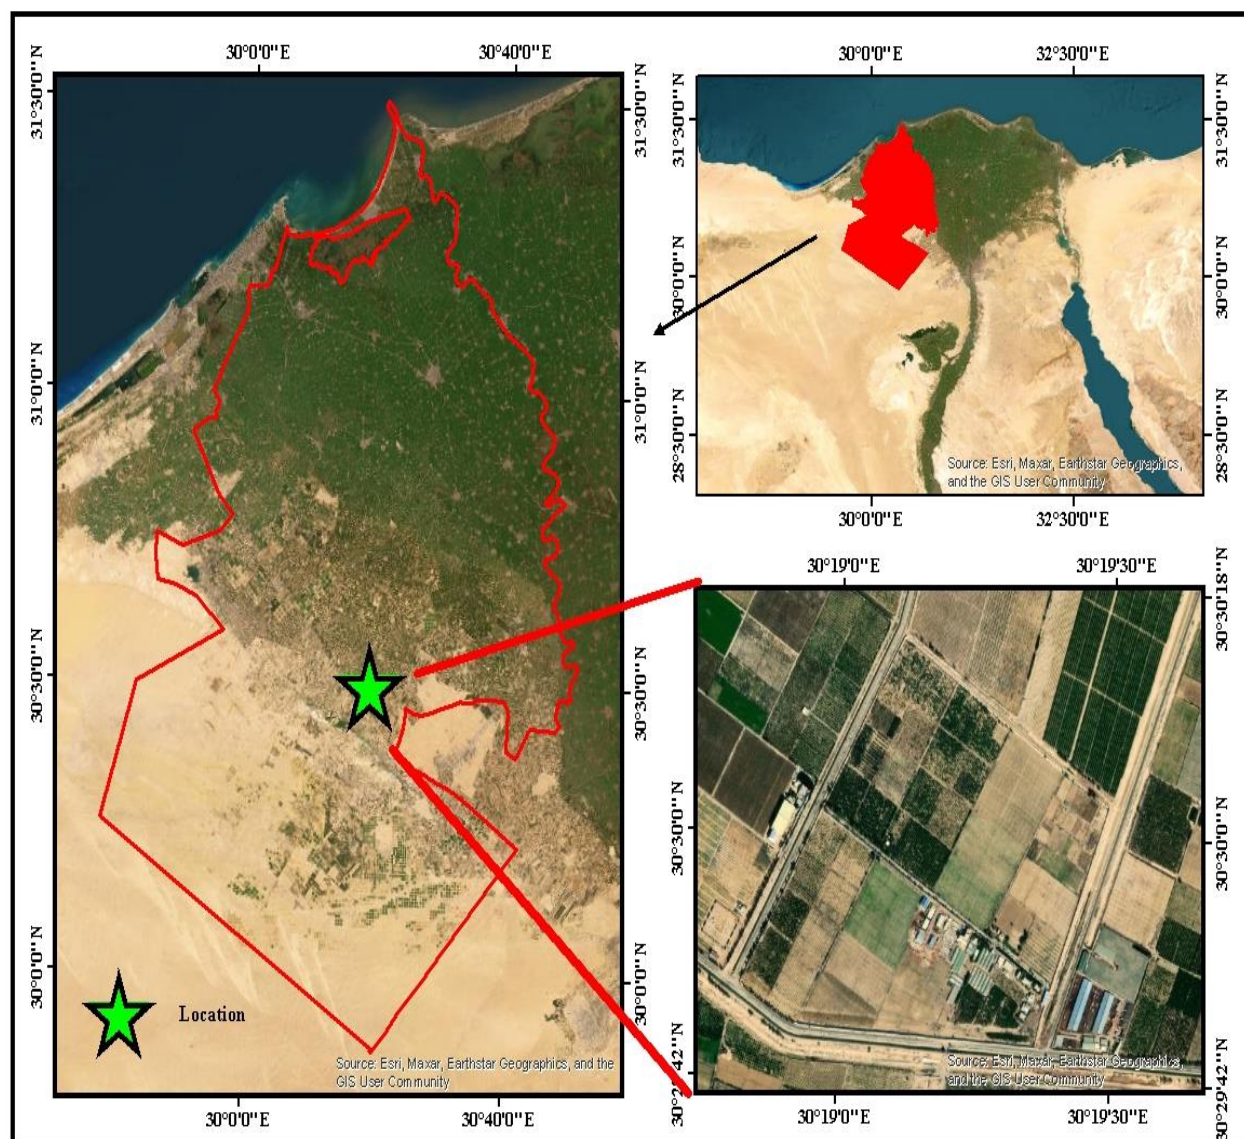 30°0'0"E 30°40'0"E
31°30'0"N
31°30'0"N
31°0'0"N
31°0'0"N
30°30'0"N
30°30'0"N
30°0'0"N
30°0'0"N
Location
Source: Esri, Maxar, Earthstar Geographics, and the
GIS User Community
30°0'0"E 30°40'0"E
30°0'0"E 32°30'0"E
31°30'0"N
31°30'0"N
30°0'0"N
30°0'0"N
28°30'0"N
28°30'0"N
Source: Esri, Maxar, Earthstar Geographics,
and the GIS User Community
30°0'0"E 32°30'0"E
30°19'0"E 30°19'30"E
30°30'18"N
30°30'0"N
30°30'0"N
30°29'42"N
Source: Esri, Maxar, Earthstar Geographics,
and the GIS User Community
30°19'0"E 30°19'30"E